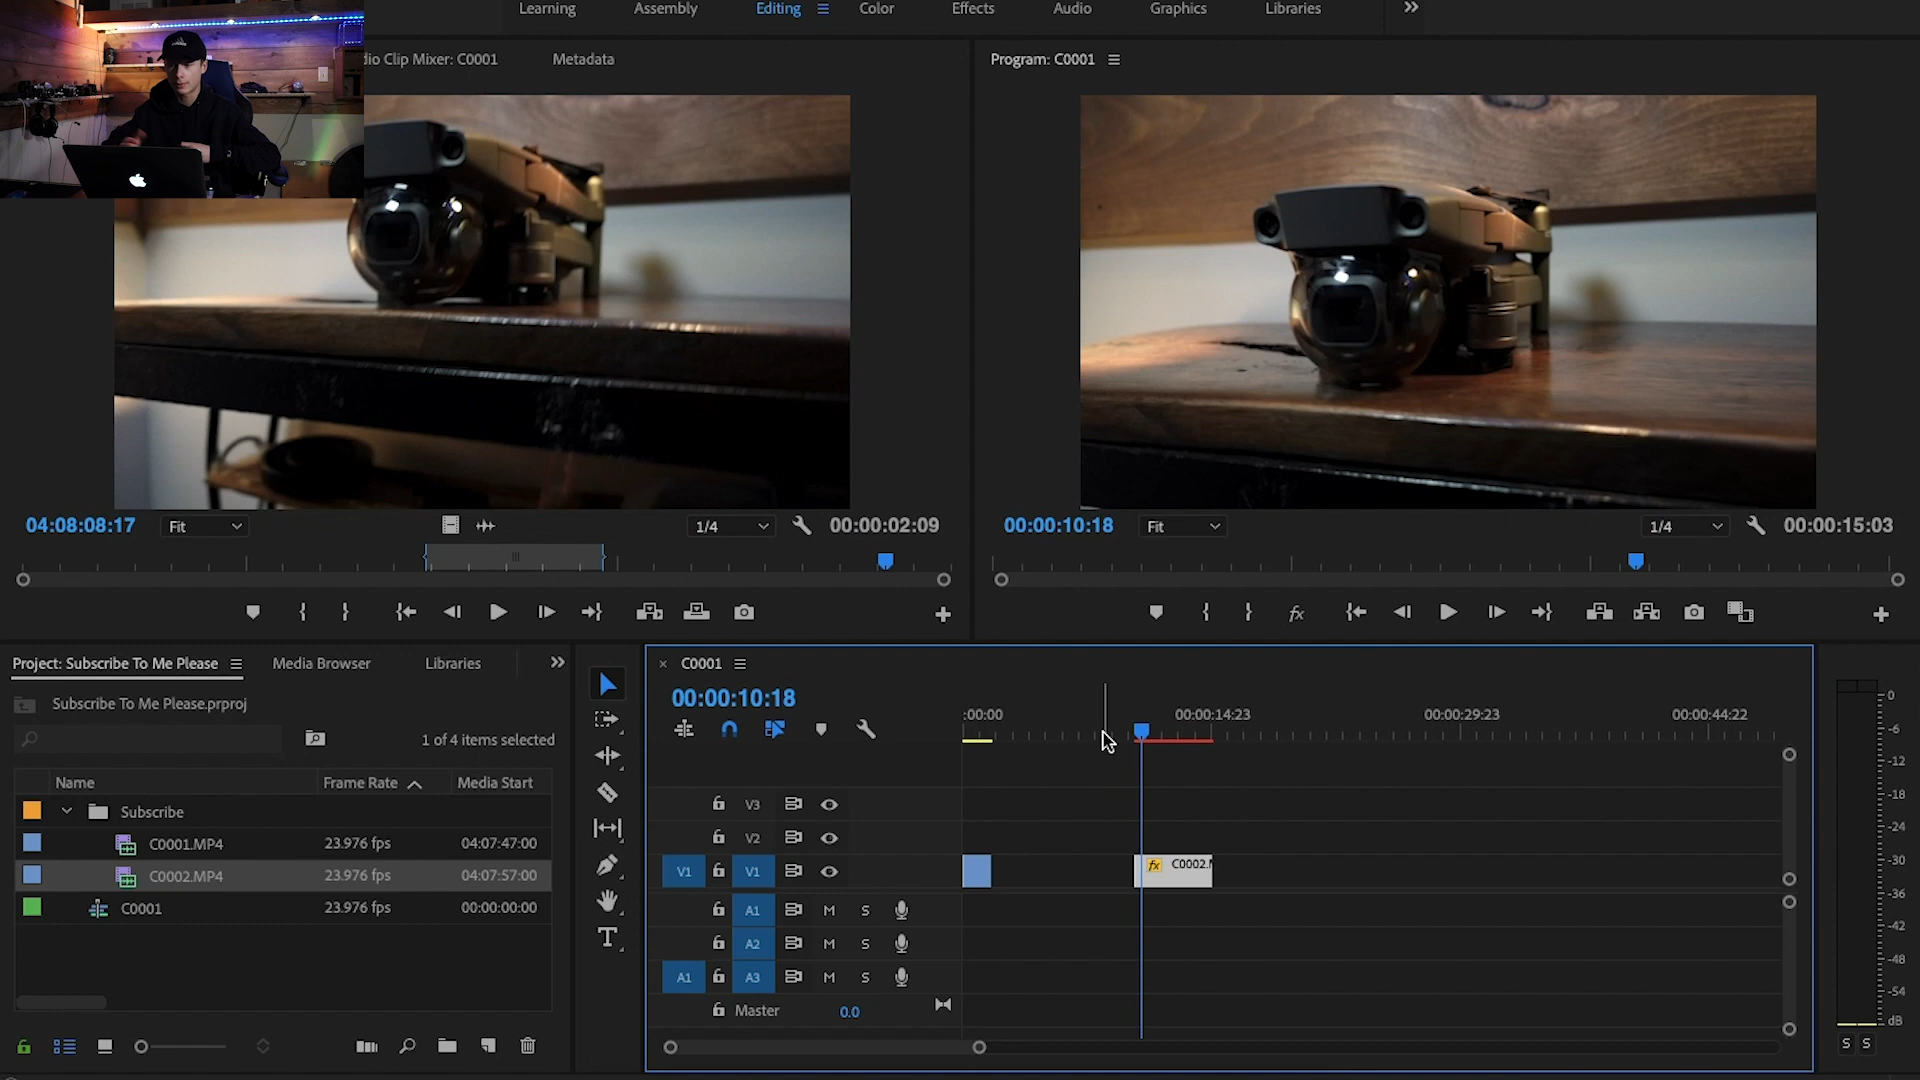 Learning Assembly Editing Color Effects Audio Graphics Libraries
dio Clip Mixer: C0001 Metadata
Program: C0001
04:08:08:17 Fit 1/4 00:00:02:09
00:00:10:18 Fit 1/4 00:00:15:03
Project: Subscribe To Me Please Media Browser Libraries
Subscribe To Me Please.prproj
1 of 4 items selected
Name Frame Rate Media Start
Subscribe
C0001.MP4 23.976 fps 04:07:47:00
C0002.MP4 23.976 fps 04:07:57:00
C0001 23.976 fps 00:00:00:00
C0001
00:00:10:18
:00:00 00:00:14:23 00:00:29:23 00:00:44:22
V3
V2
V1 V1 fx C0002.M
A1 M S
A2 M S
A1 A3 M S
Master 0.0
0
-6
-12
-18
-24
-30
-36
-42
-48
-54
dB
S S